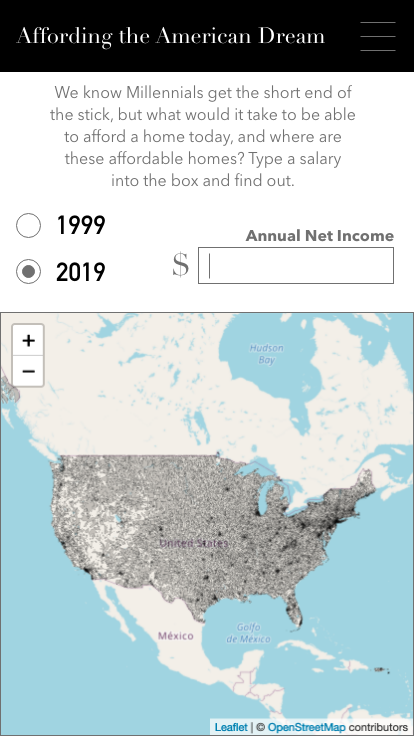 Affording the American Dream
We know Millennials get the short end of
the stick, but what would it take to be able
to afford a home today, and where are
these affordable homes? Type a salary
into the box and find out.
1999
Annual Net Income
2019
$
+
−
Hudson
Bay
United States
Golfo
de México
México
Leaflet | © OpenStreetMap contributors